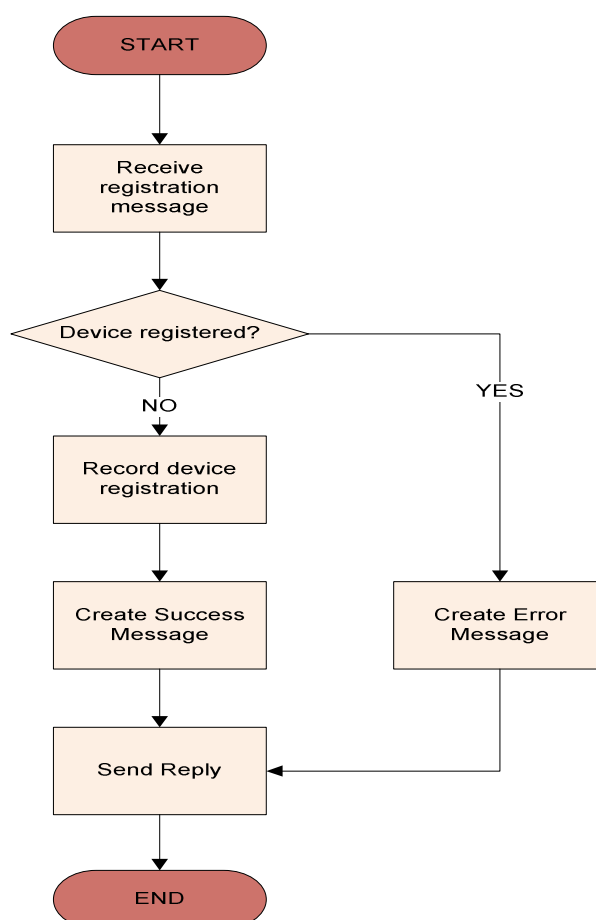 START
Receive
registration
message
Device registered?
NO
YES
Record device
registration
Create Success
Message
Create Error
Message
Send Reply
END